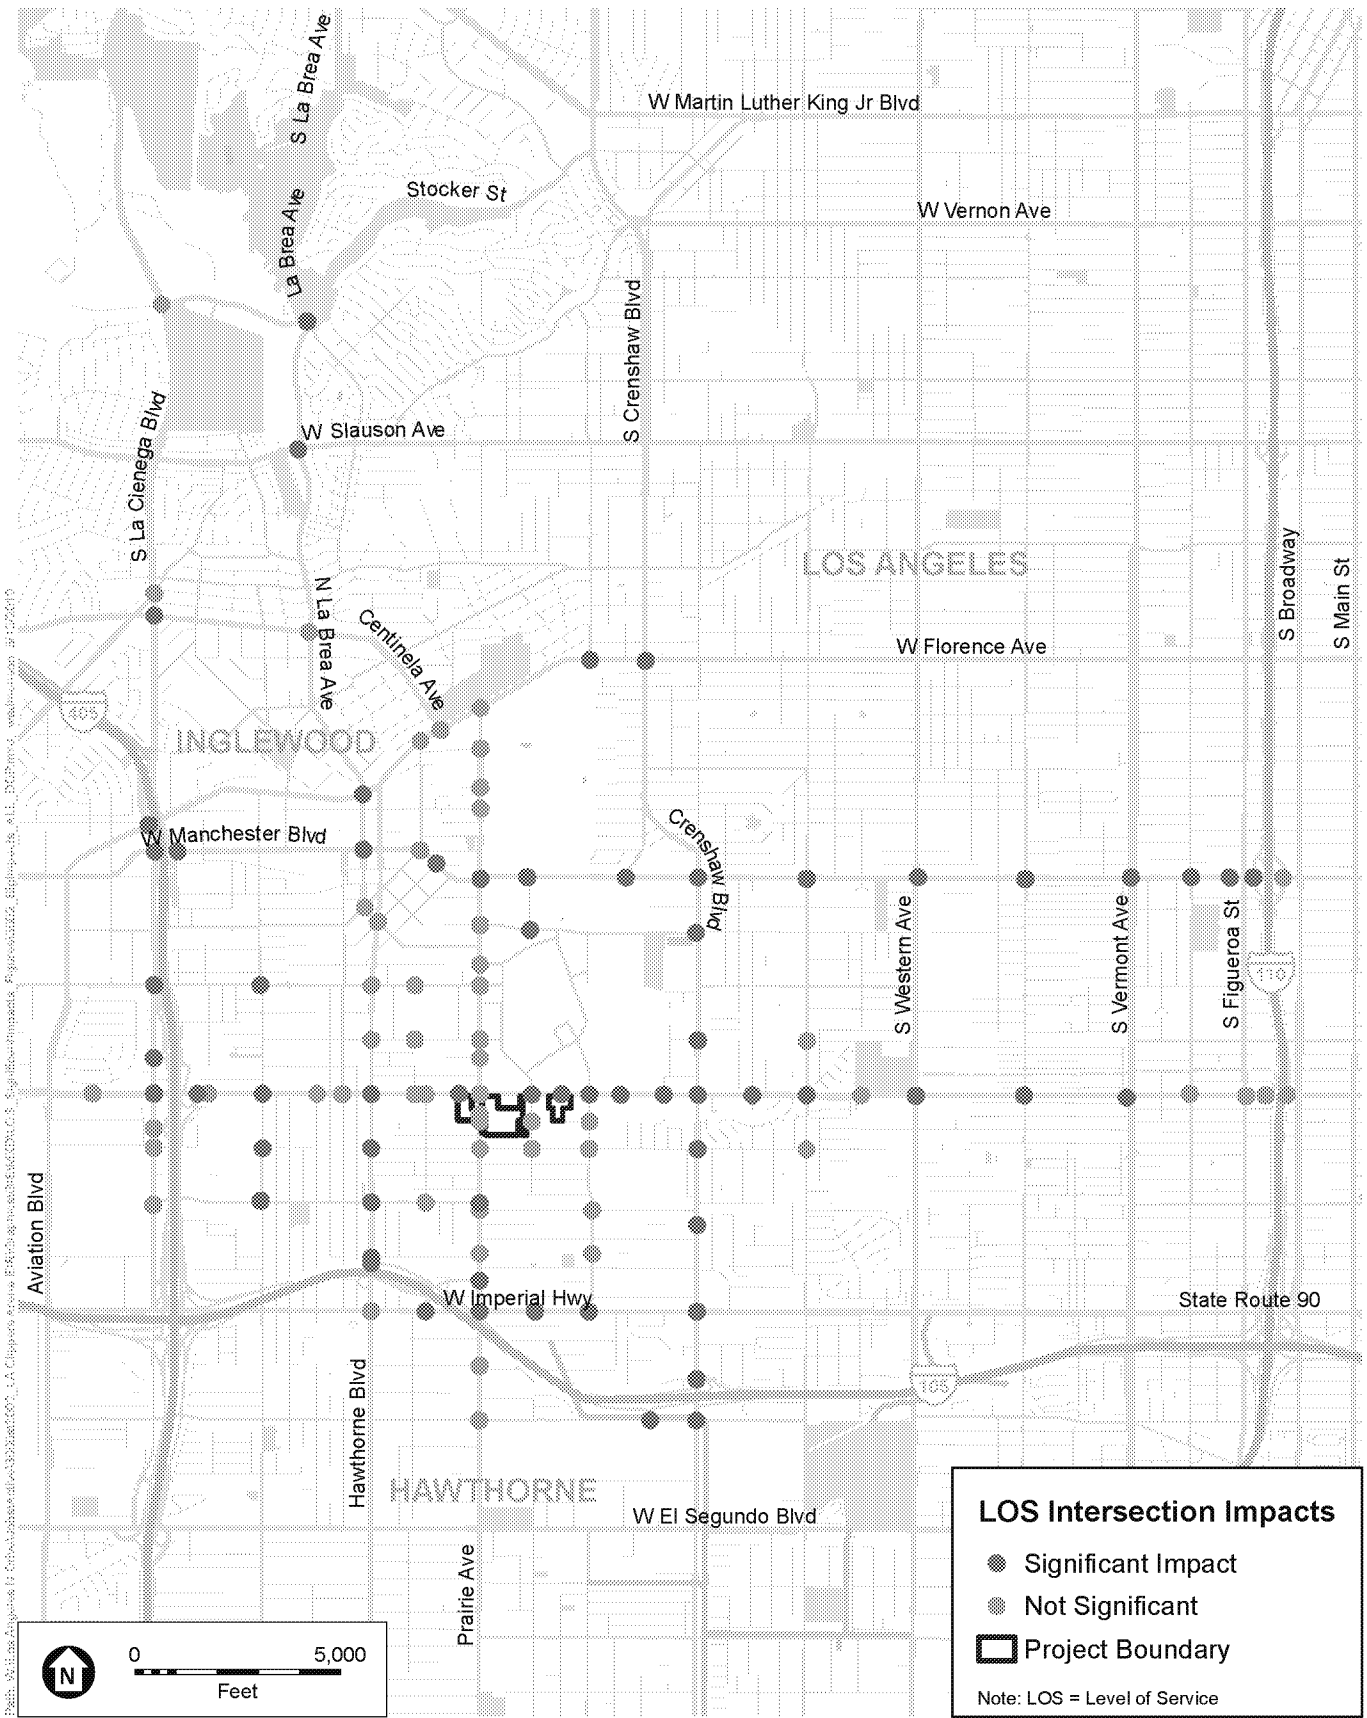 S La Brea Ave
W Martin Luther King Jr Blvd
Stocker St
La Brea Ave
W Vernon Ave
S Crenshaw Blvd
S La Cienega Blvd
W Slauson Ave
LOS ANGELES
S Broadway
S Main St
N La Brea Ave
Centinela Ave
W Florence Ave
405
INGLEWOOD
W Manchester Blvd
Crenshaw Blvd
S Western Ave
S Vermont Ave
S Figueroa St
110
Aviation Blvd
W Imperial Hwy
State Route 90
105
Hawthorne Blvd
HAWTHORNE
W El Segundo Blvd
Prairie Ave
LOS Intersection Impacts
Significant Impact
Not Significant
Project Boundary
Note: LOS = Level of Service
N
0 5,000
Feet